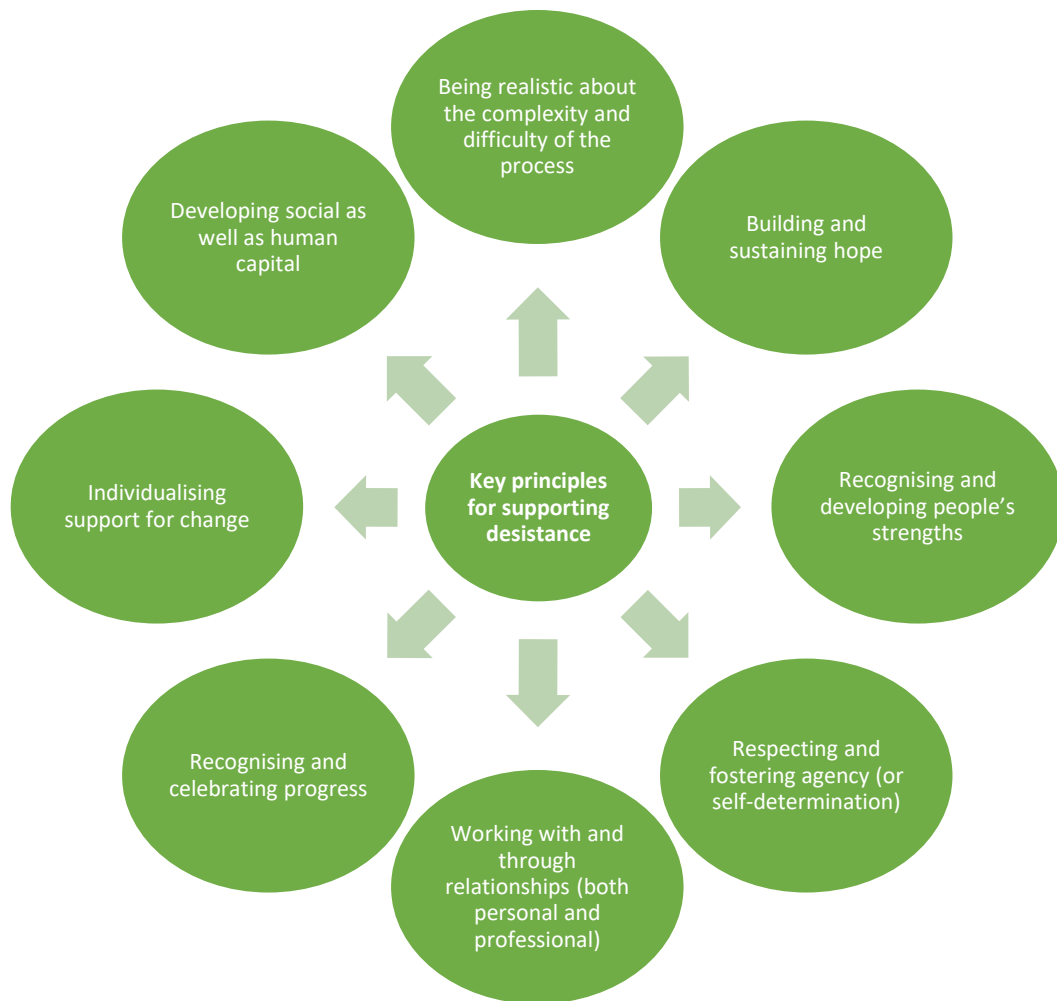 Being realistic about
the complexity and
difficulty of the
process
Building and
sustaining hope
Recognising and
developing people’s
strengths
Respecting and
fostering agency (or
self-determination)
Working with and
through
relationships (both
personal and
professional)
Recognising and
celebrating progress
Individualising
support for change
Developing social as
well as human
capital
Key principles
for supporting
desistance